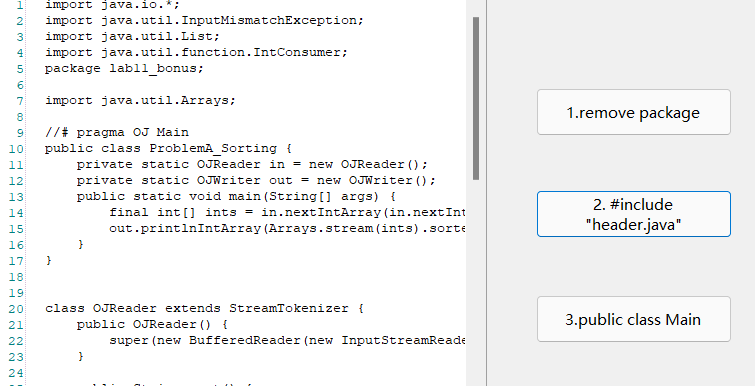 1 import java.io.*;
2 import java.util.InputMismatchException;
3 import java.util.List;
4 import java.util.function.IntConsumer;
5 package lab11_bonus;
6
7 import java.util.Arrays;
8
9 //# pragma OJ Main
10 public class ProblemA_Sorting {
11     private static OJReader in = new OJReader();
12     private static OJWriter out = new OJWriter();
13     public static void main(String[] args) {
14         final int[] ints = in.nextIntArray(in.nextInt
15         out.printlnIntArray(Arrays.stream(ints).sorte
16     }
17 }
18
19
20 class OJReader extends StreamTokenizer {
21     public OJReader() {
22         super(new BufferedReader(new InputStreamReade
23     }
24
1.remove package
2. #include
"header.java"
3.public class Main